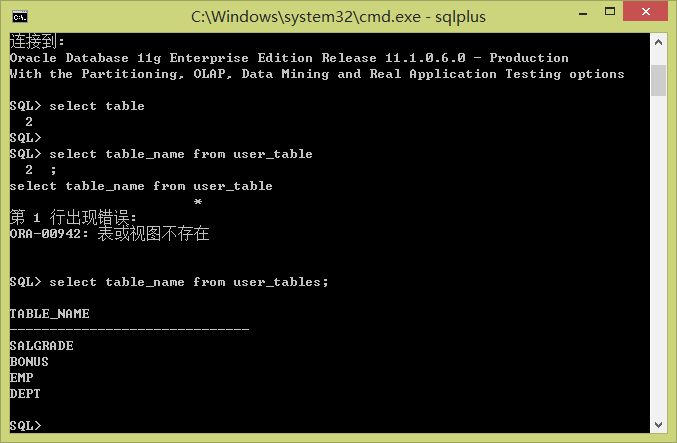 C:\Windows\system32\cmd.exe - sqlplus
连接到:
Oracle Database 11g Enterprise Edition Release 11.1.0.6.0 - Production
With the Partitioning, OLAP, Data Mining and Real Application Testing options
SQL> select table
2
SQL>
SQL> select table_name from user_table
2 ;
select table_name from user_table
*
第 1 行出现错误:
ORA-00942: 表或视图不存在
SQL> select table_name from user_tables;
TABLE_NAME
------------------------------
SALGRADE
BONUS
EMP
DEPT
SQL>